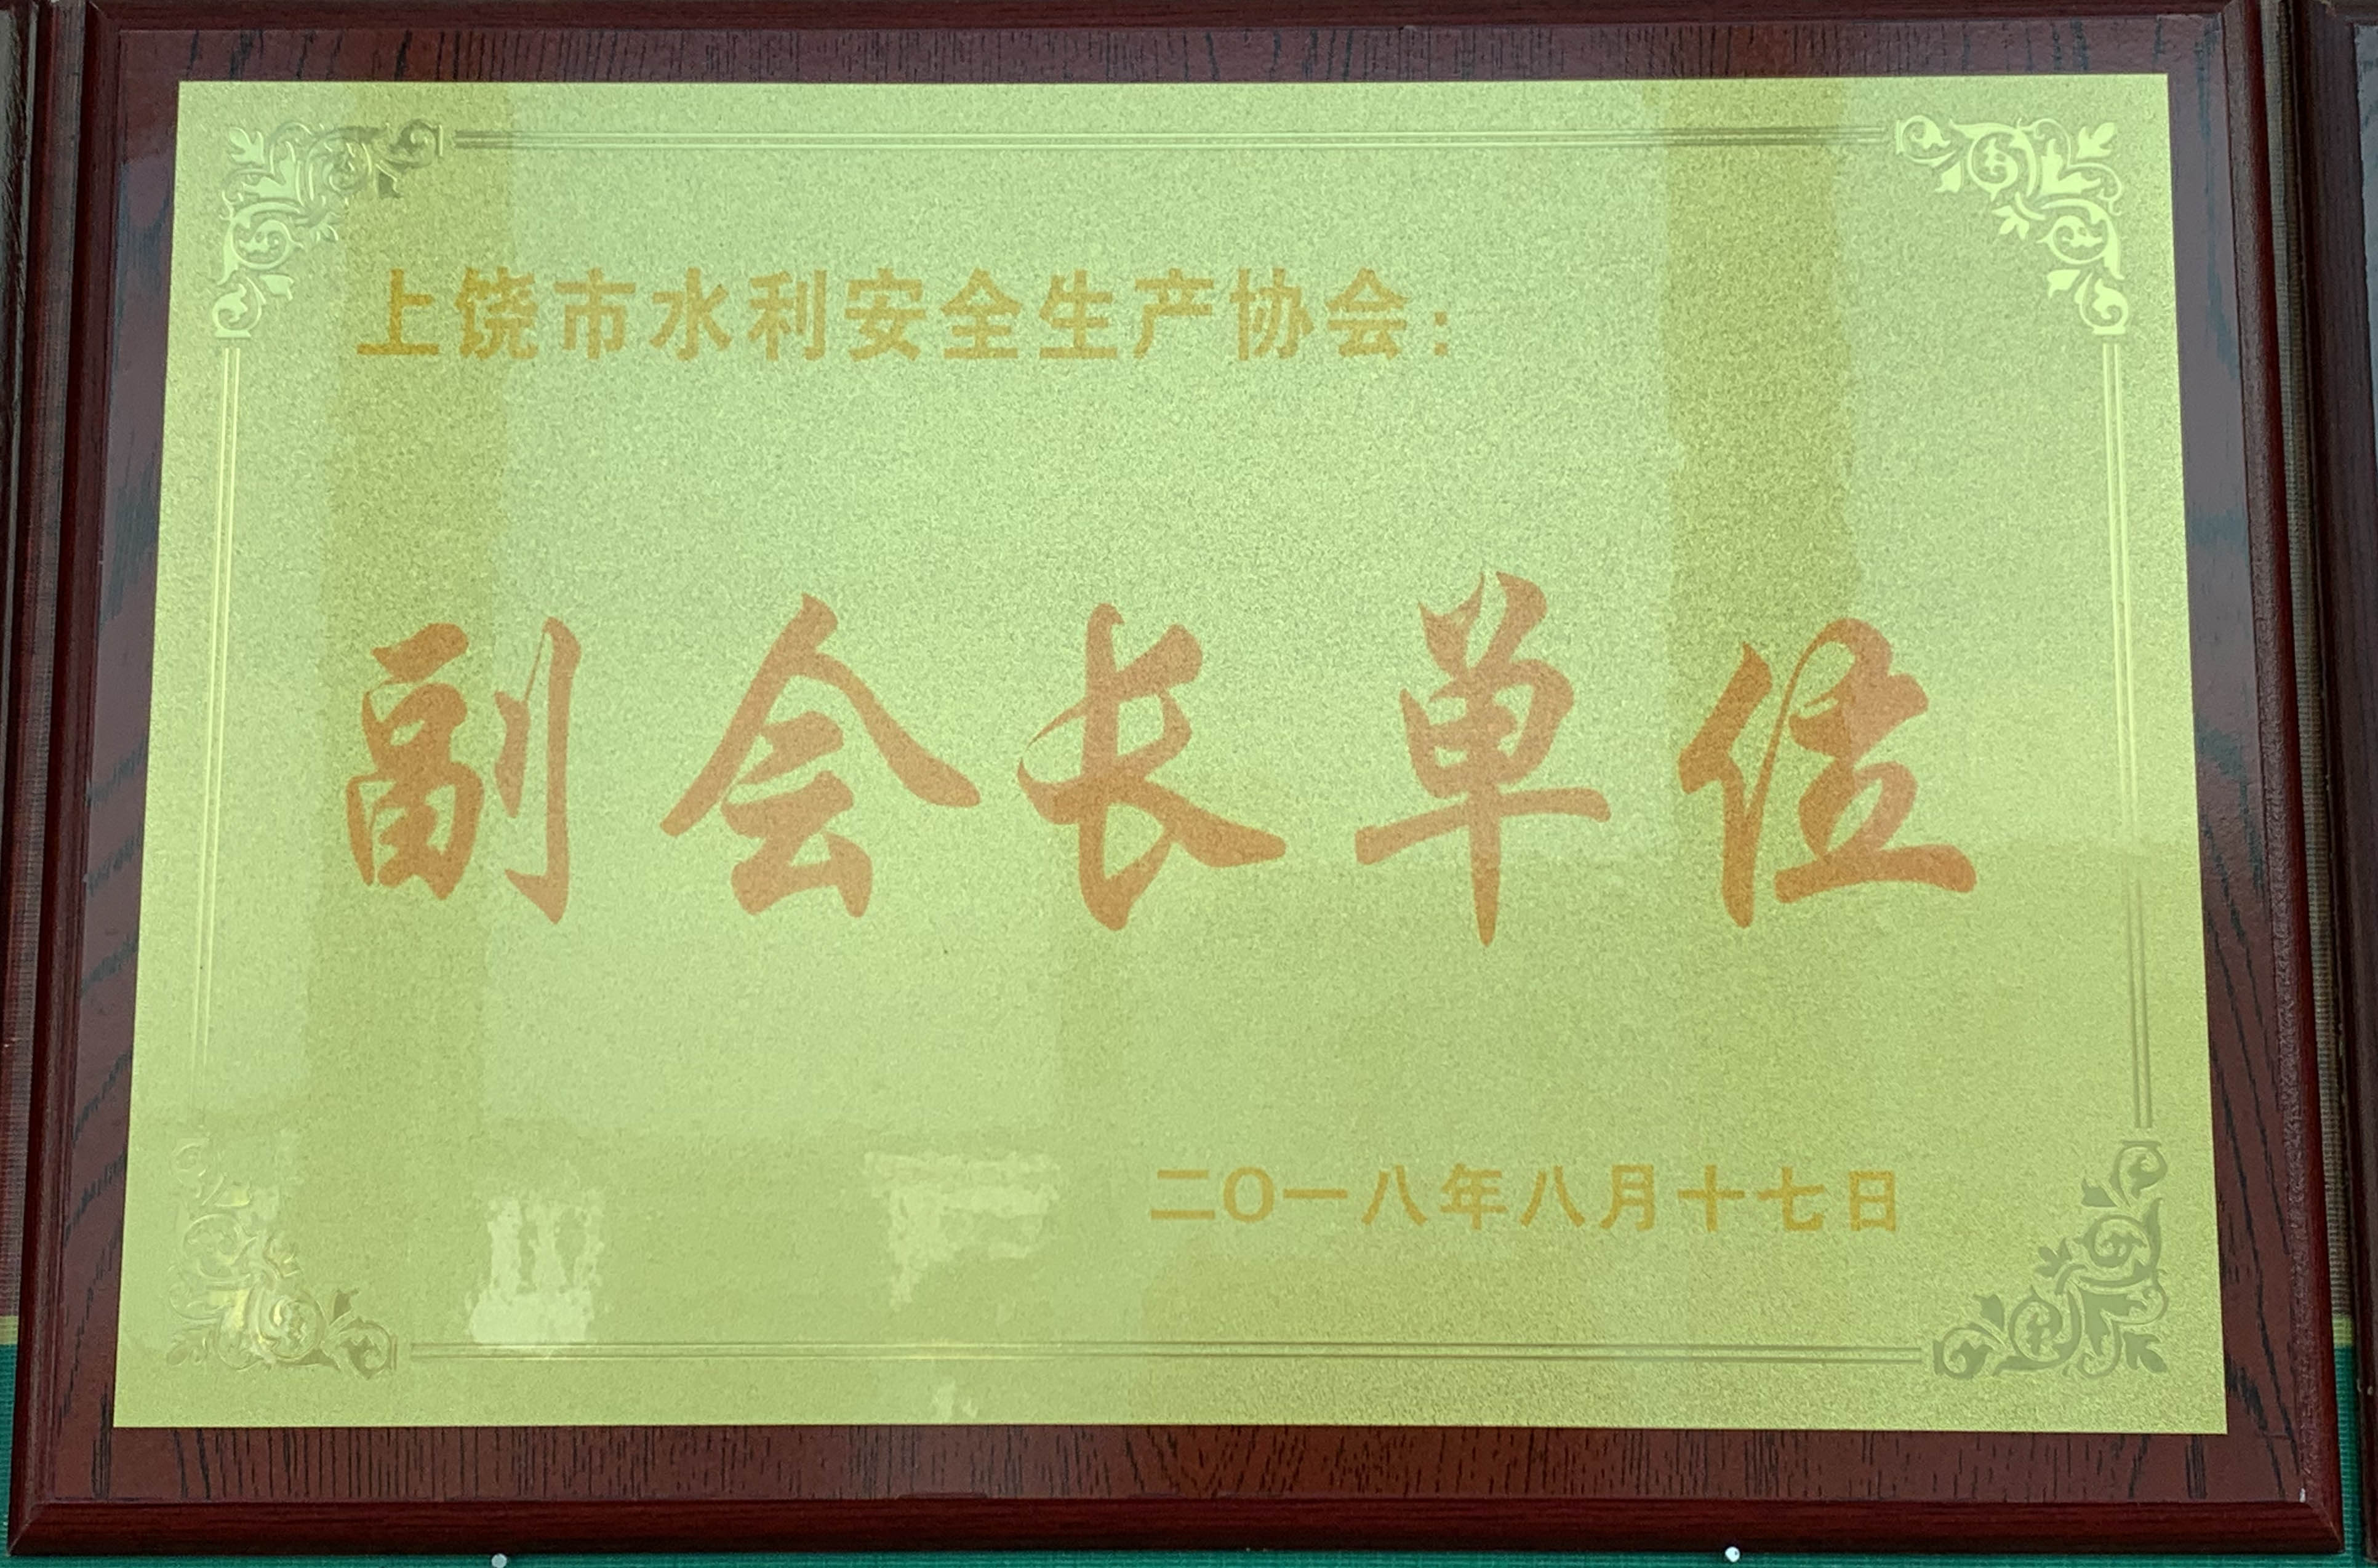 上饶市水利安全生产协会：
副会长单位
二〇一八年八月十七日